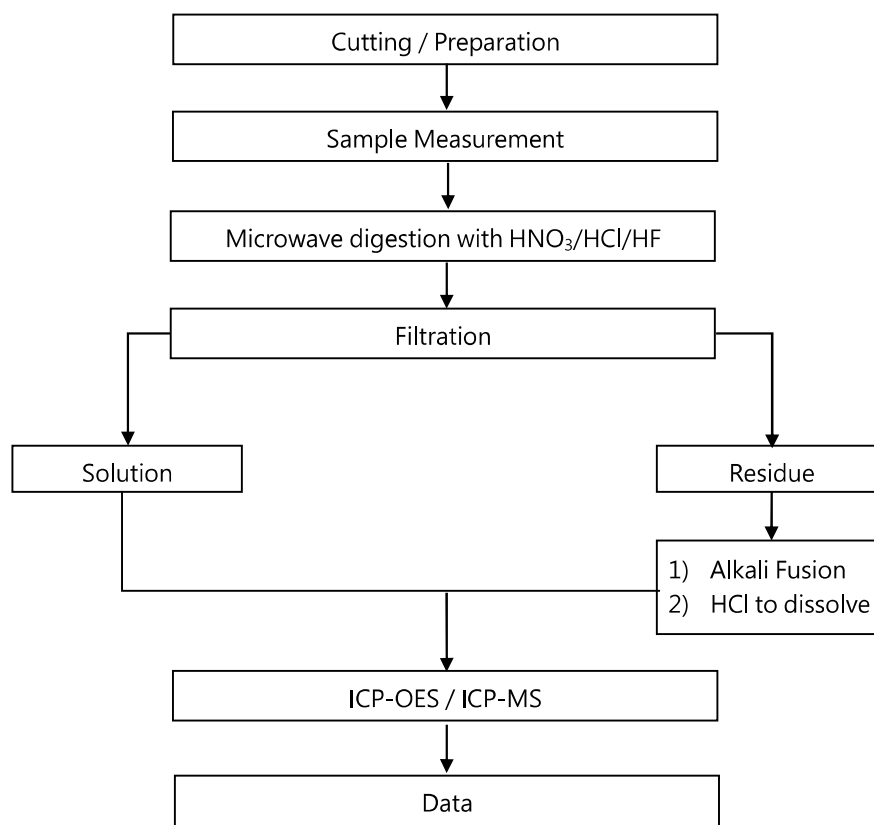 Cutting / Preparation
Sample Measurement
Microwave digestion with HNO₃/HCl/HF
Filtration
Solution
Residue
1) Alkali Fusion
2) HCl to dissolve
ICP-OES / ICP-MS
Data